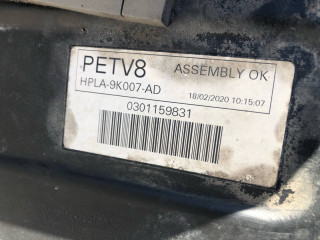 PETV8 ASSEMBLY OK
HPLA-9K007-AD 18/02/2020 10:15:07
0301159831